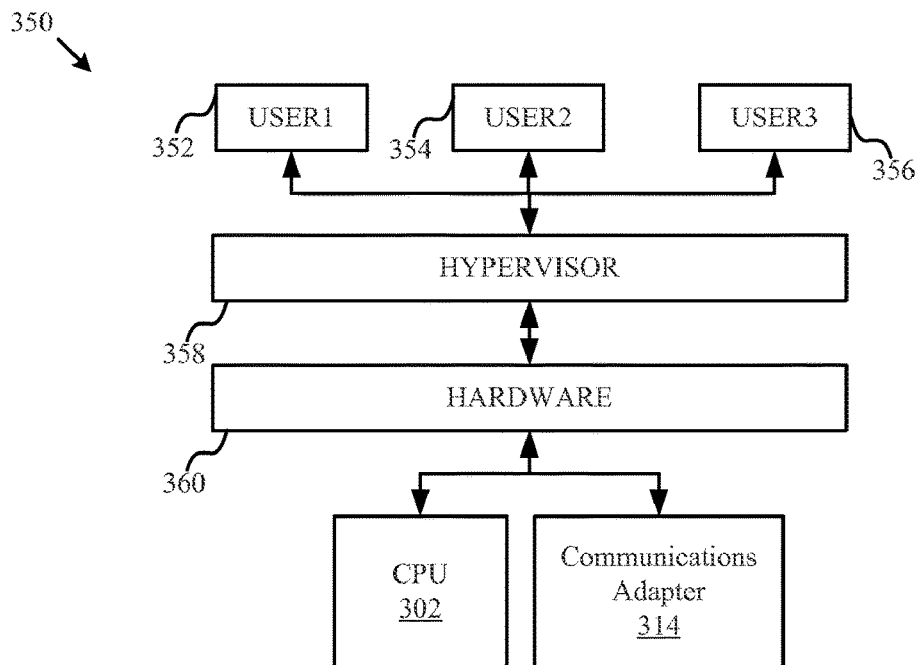 350
USER1 USER2 USER3
352 354 356
HYPERVISOR
358
HARDWARE
360
CPU
302
Communications
Adapter
314